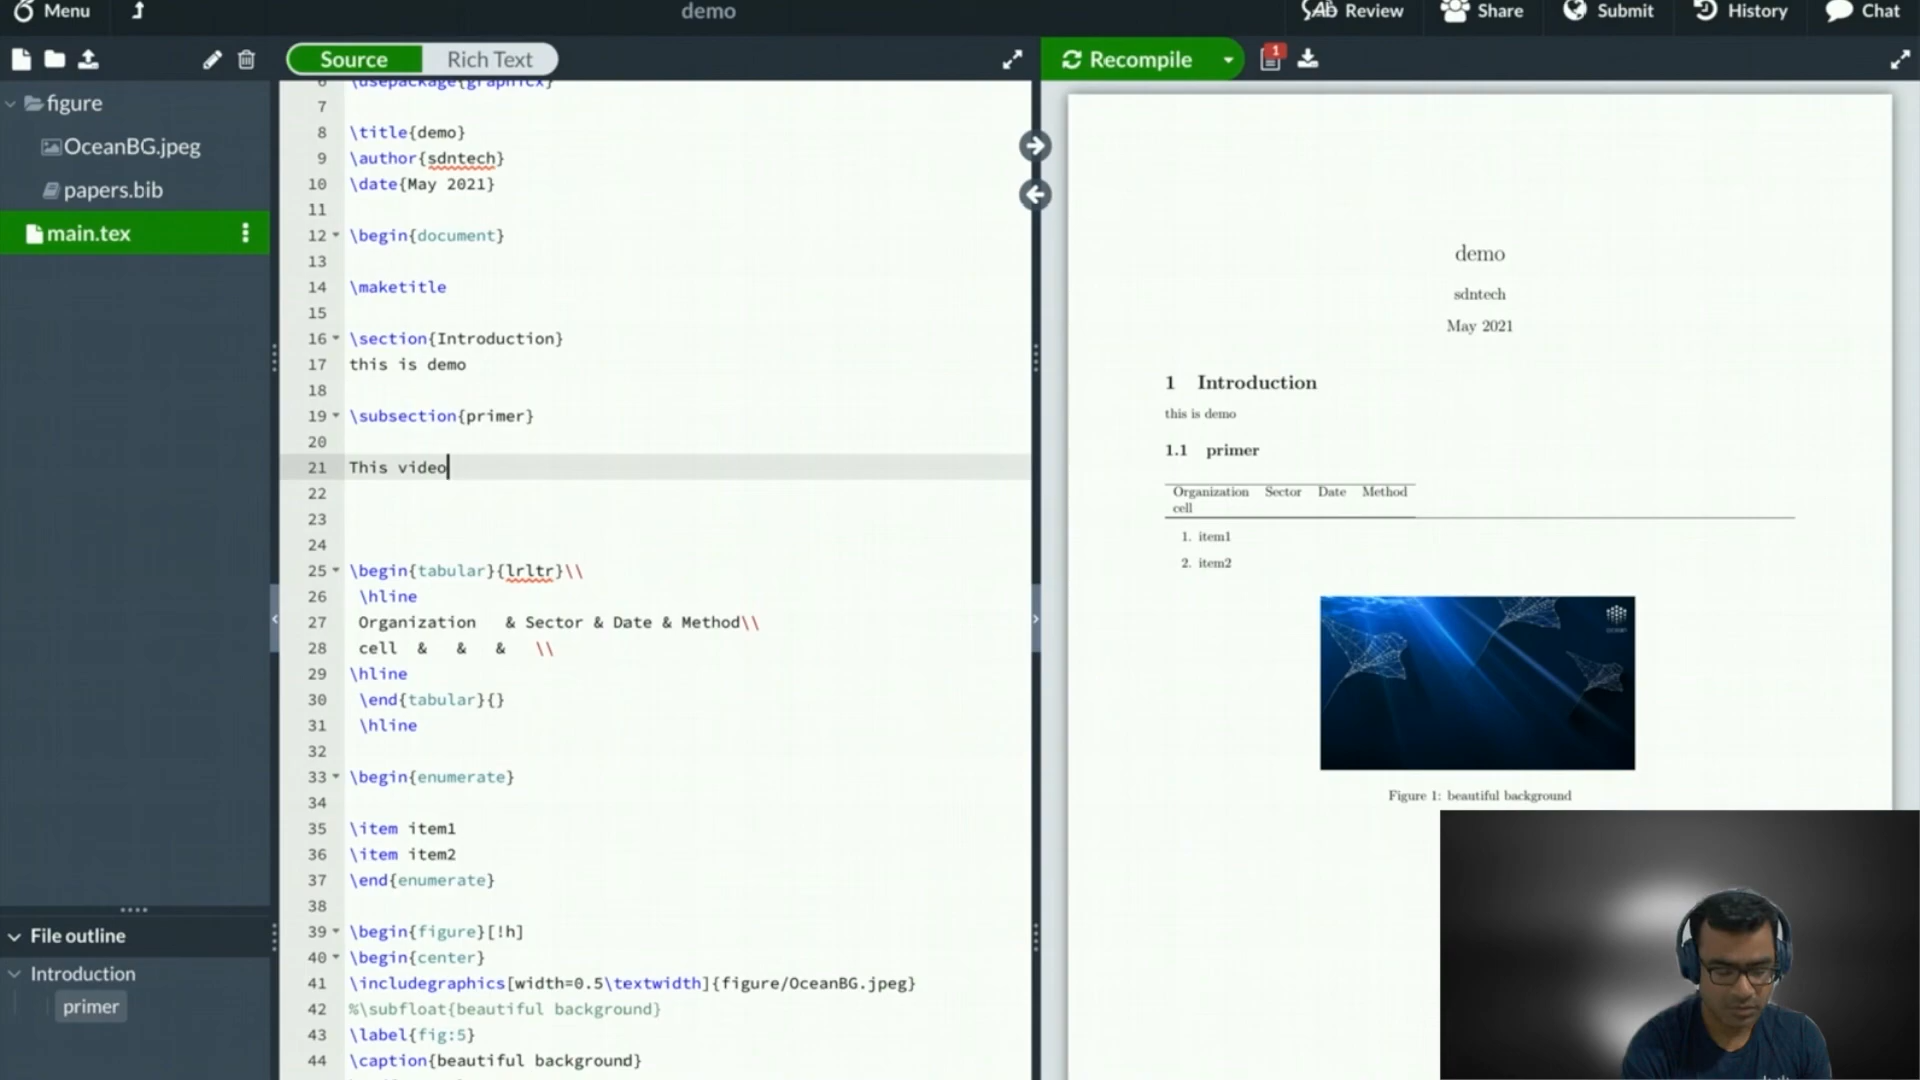 Menu
demo
Review
Share
Submit
History
Chat
Source
Rich Text
Recompile
1
figure
OceanBG.jpeg
papers.bib
main.tex
File outline
Introduction
primer
6 \usepackage{graphicx}
7
8 \title{demo}
9 \author{sdntech}
10 \date{May 2021}
11
12 \begin{document}
13
14 \maketitle
15
16 \section{Introduction}
17 this is demo
18
19 \subsection{primer}
20
21 This video
22
23
24
25 \begin{tabular}{lrltr}\\
26 \hline
27 Organization & Sector & Date & Method\\
28 cell & & & \\
29 \hline
30 \end{tabular}{}
31 \hline
32
33 \begin{enumerate}
34
35 \item item1
36 \item item2
37 \end{enumerate}
38
39 \begin{figure}[!h]
40 \begin{center}
41 \includegraphics[width=0.5\textwidth]{figure/OceanBG.jpeg}
42 %\subfloat{beautiful background}
43 \label{fig:5}
44 \caption{beautiful background}
demo
sdntech
May 2021
1 Introduction
this is demo
1.1 primer
Organization Sector Date Method
cell
1. item1
2. item2
ocean
Figure 1: beautiful background